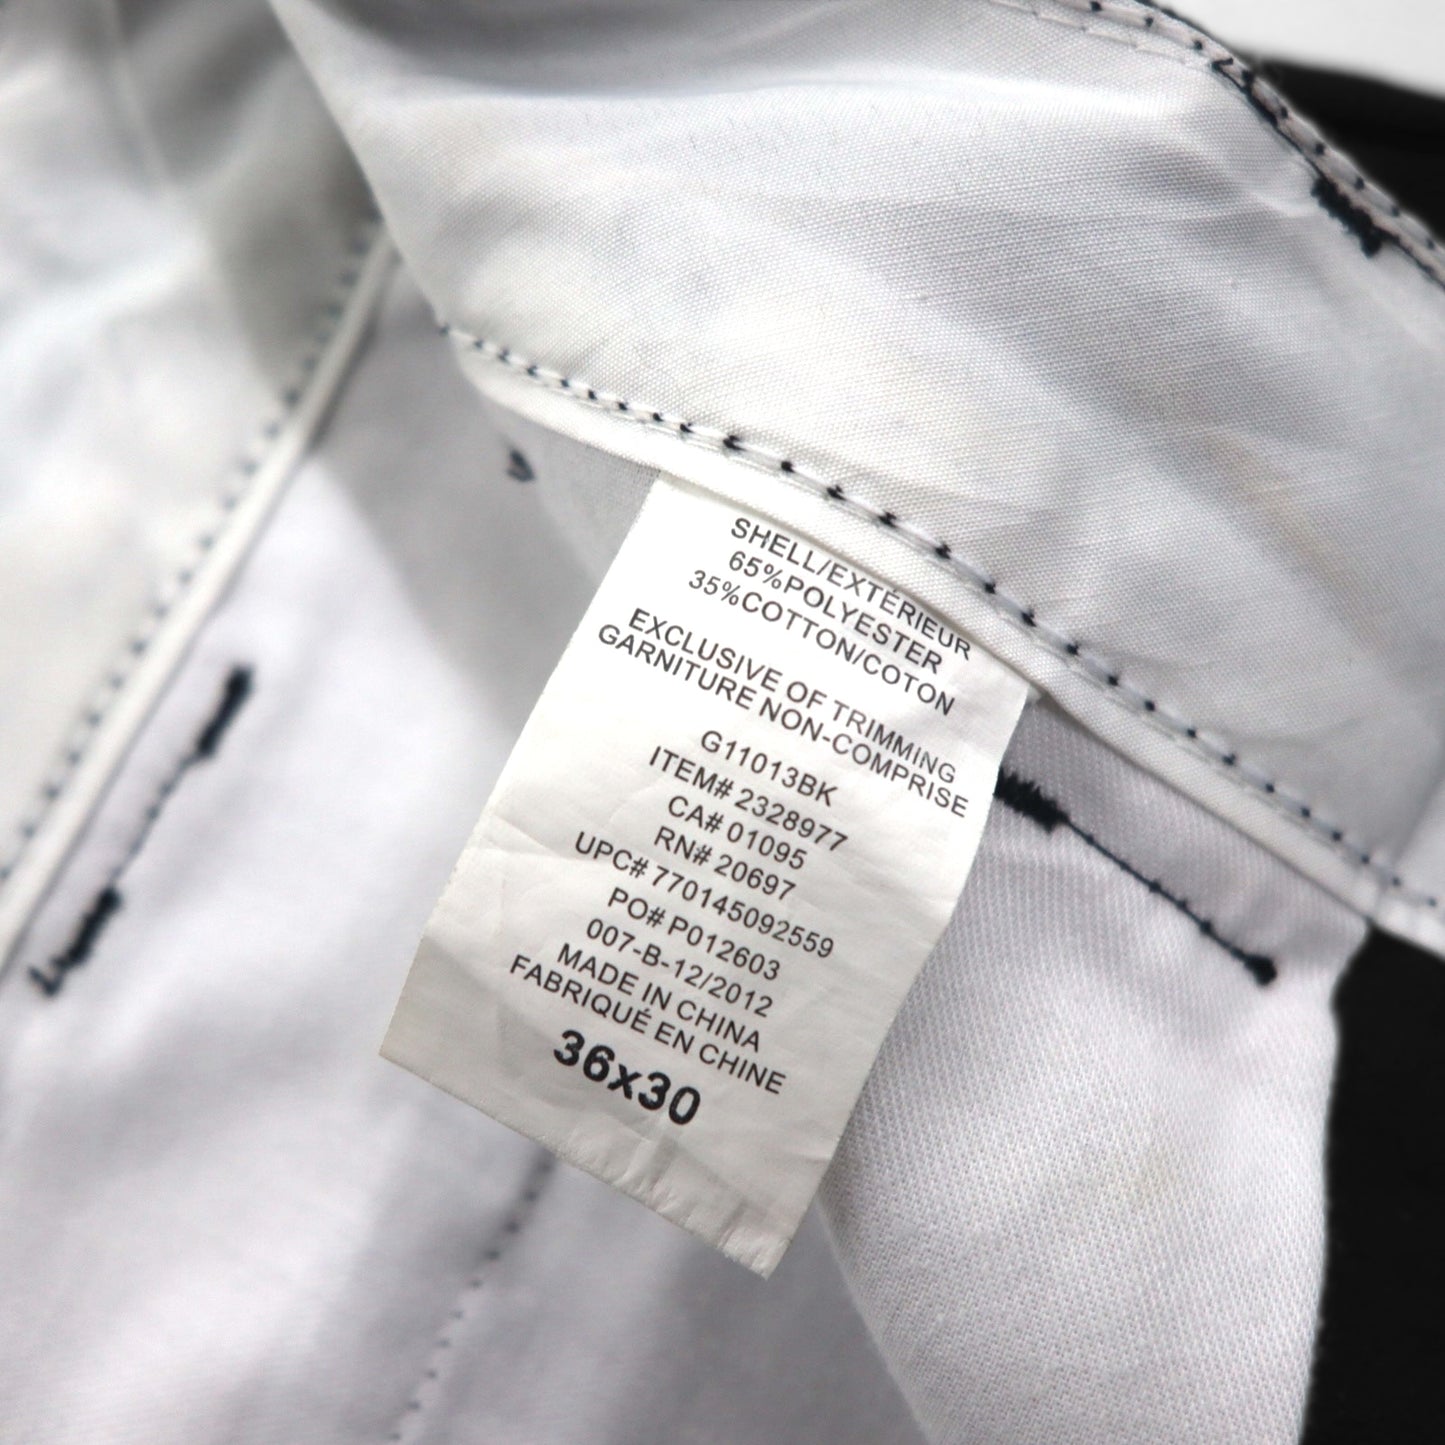 SHELL/EXTÉRIEUR
65%POLYESTER
35%COTTON/COTON
EXCLUSIVE OF TRIMMING
GARNITURE NON-COMPRISE
G11013BK
ITEM# 2328977
CA# 01095
RN# 20697
UPC# 770145092559
PO# P012603
007-B-12/2012
MADE IN CHINA
FABRIQUÉ EN CHINE
36x30